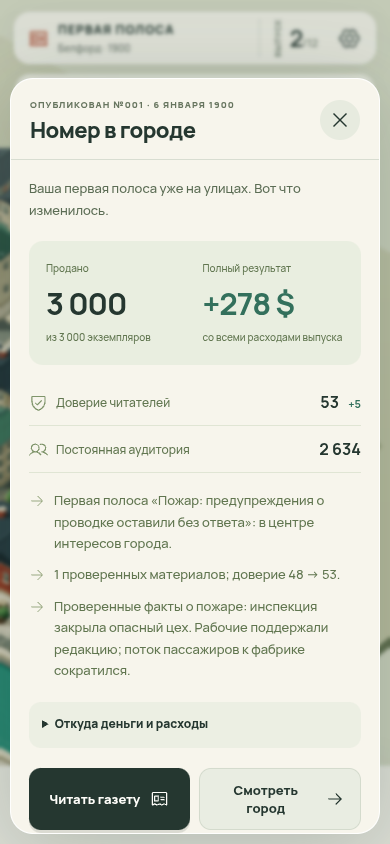 ПЕРВАЯ ПОЛОСА
Белфорд · 1900
2/12
ОПУБЛИКОВАН №001 · 6 ЯНВАРЯ 1900
Номер в городе
Ваша первая полоса уже на улицах. Вот что
изменилось.
Продано
Полный результат
3 000
+278 $
из 3 000 экземпляров
со всеми расходами выпуска
Доверие читателей
53 +5
Постоянная аудитория
2 634
Первая полоса «Пожар: предупреждения о
проводке оставили без ответа»: в центре
интересов города.
1 проверенных материалов; доверие 48 → 53.
Проверенные факты о пожаре: инспекция
закрыла опасный цех. Рабочие поддержали
редакцию; поток пассажиров к фабрике
сократился.
Откуда деньги и расходы
Читать газету
Смотреть
город